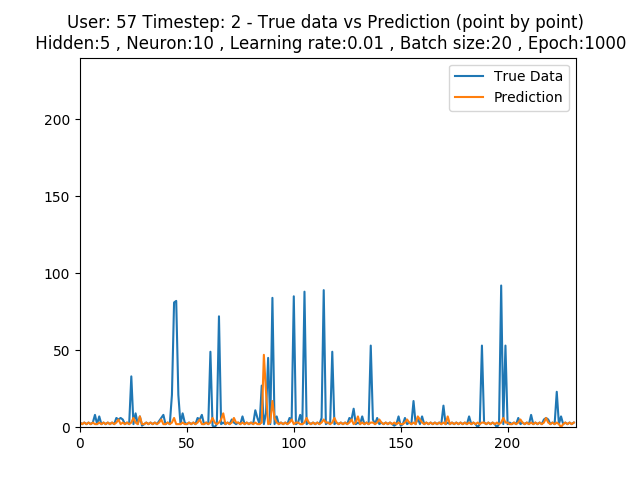 User: 57 Timestep: 2 - True data vs Prediction (point by point)
Hidden:5 , Neuron:10 , Learning rate:0.01 , Batch size:20 , Epoch:1000
True Data
Prediction
200
150
100
50
0
0 50 100 150 200